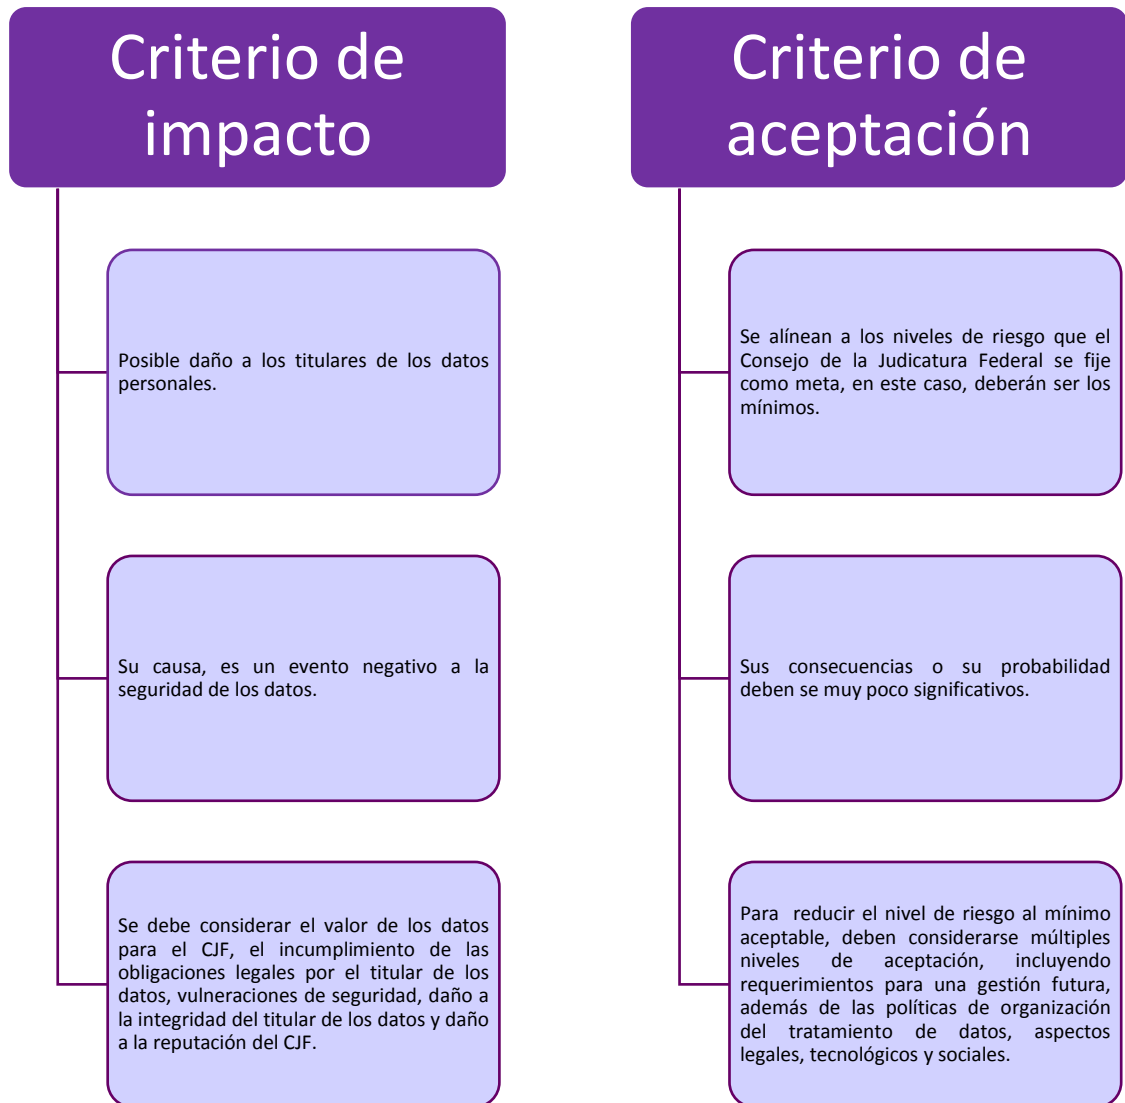 Criterio de
impacto
Posible daño a los titulares de los datos
personales.
Su causa, es un evento negativo a la
seguridad de los datos.
Se debe considerar el valor de los datos
para el CJF, el incumplimiento de las
obligaciones legales por el titular de los
datos, vulneraciones de seguridad, daño a
la integridad del titular de los datos y daño
a la reputación del CJF.
Criterio de
aceptación
Se alínean a los niveles de riesgo que el
Consejo de la Judicatura Federal se fije
como meta, en este caso, deberán ser los
mínimos.
Sus consecuencias o su probabilidad
deben se muy poco significativos.
Para reducir el nivel de riesgo al mínimo
aceptable, deben considerarse múltiples
niveles de aceptación, incluyendo
requerimientos para una gestión futura,
además de las políticas de organización
del tratamiento de datos, aspectos
legales, tecnológicos y sociales.